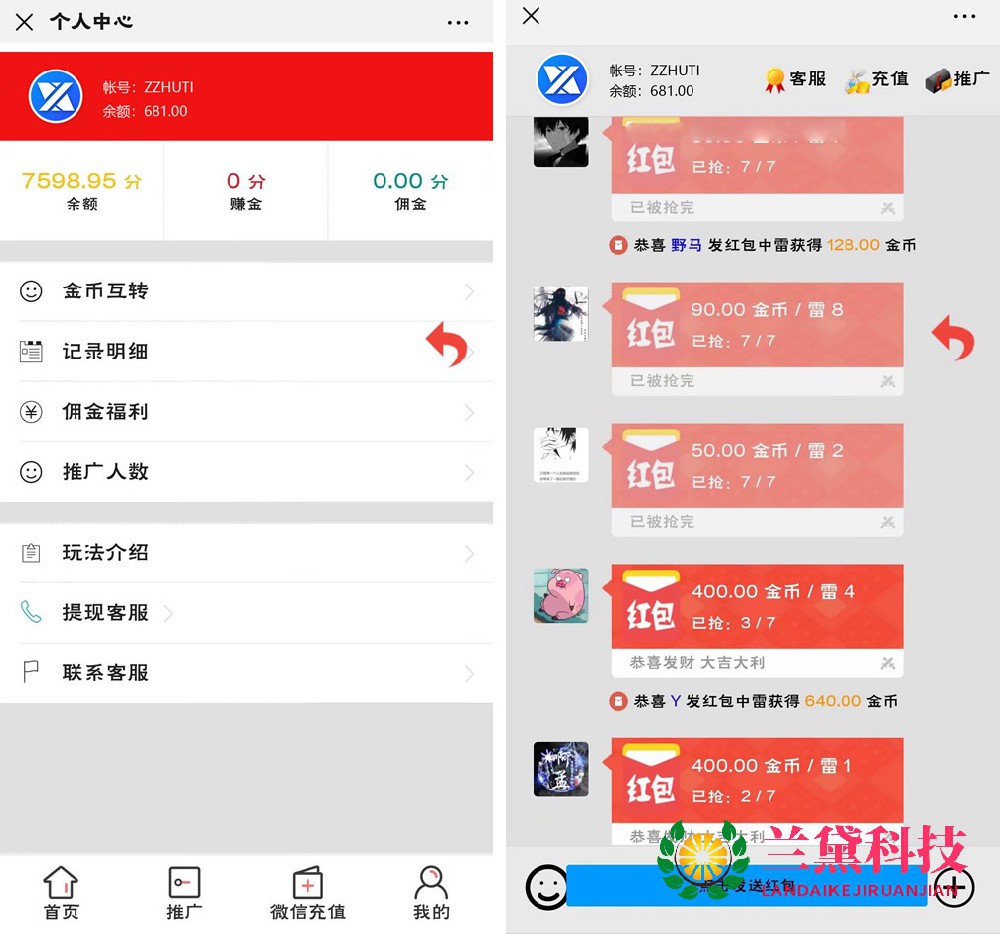 个人中心
帐号：ZZHUTI
余额：681.00
7598.95 分
余额
0 分
赚金
0.00 分
佣金
金币互转
记录明细
佣金福利
推广人数
玩法介绍
提现客服
联系客服
首页
推广
微信充值
我的
帐号：ZZHUTI
余额：681.00
客服
充值
推广
红包
已抢：7 / 7
已被抢完
恭喜 野马 发红包中雷获得 128.00 金币
90.00 金币 / 雷 8
红包
已抢：7 / 7
已被抢完
50.00 金币 / 雷 2
红包
已抢：7 / 7
已被抢完
400.00 金币 / 雷 4
红包
已抢：3 / 7
恭喜发财 大吉大利
恭喜 Y 发红包中雷获得 640.00 金币
400.00 金币 / 雷 1
红包
已抢：2 / 7
恭喜发财 大吉大利
兰黛科技
LANDAIKEJIRUANJIAN
点击发送红包